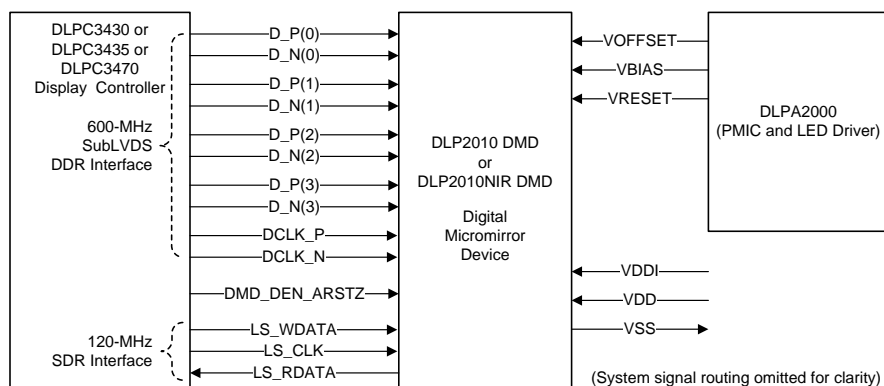 DLPC3430 or
DLPC3435 or
DLPC3470
Display Controller
600-MHz
SubLVDS
DDR Interface
120-MHz
SDR Interface
D_P(0)
D_N(0)
D_P(1)
D_N(1)
D_P(2)
D_N(2)
D_P(3)
D_N(3)
DCLK_P
DCLK_N
DMD_DEN_ARSTZ
LS_WDATA
LS_CLK
LS_RDATA
DLP2010 DMD
or
DLP2010NIR DMD
Digital
Micromirror
Device
VOFFSET
VBIAS
VRESET
VDDI
VDD
VSS
DLPA2000
(PMIC and LED Driver)
(System signal routing omitted for clarity)